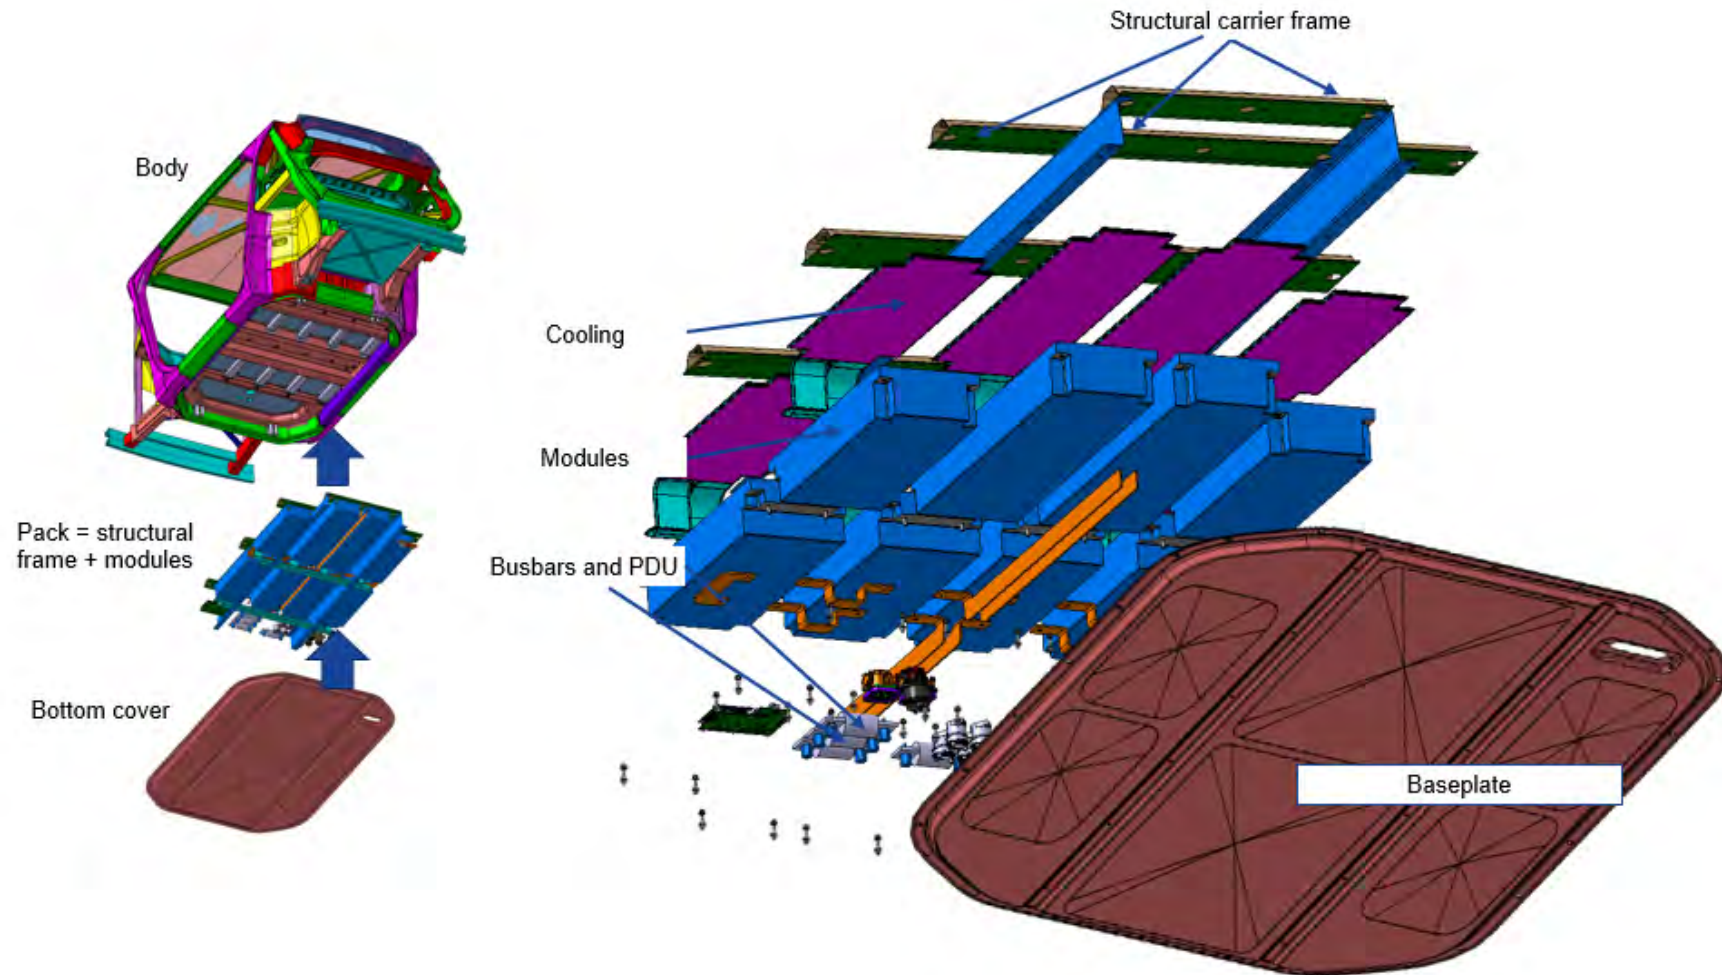 Structural carrier frame
Body
Cooling
Modules
Pack = structural
frame + modules
Busbars and PDU
Bottom cover
Baseplate